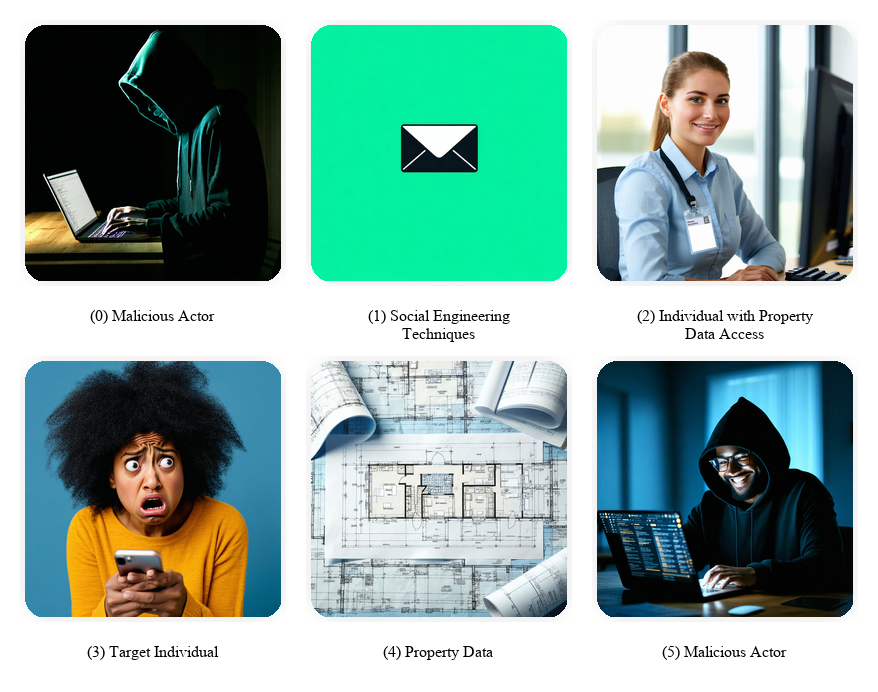 (0) Malicious Actor
(1) Social Engineering
Techniques
(2) Individual with Property
Data Access
(3) Target Individual
(4) Property Data
(5) Malicious Actor